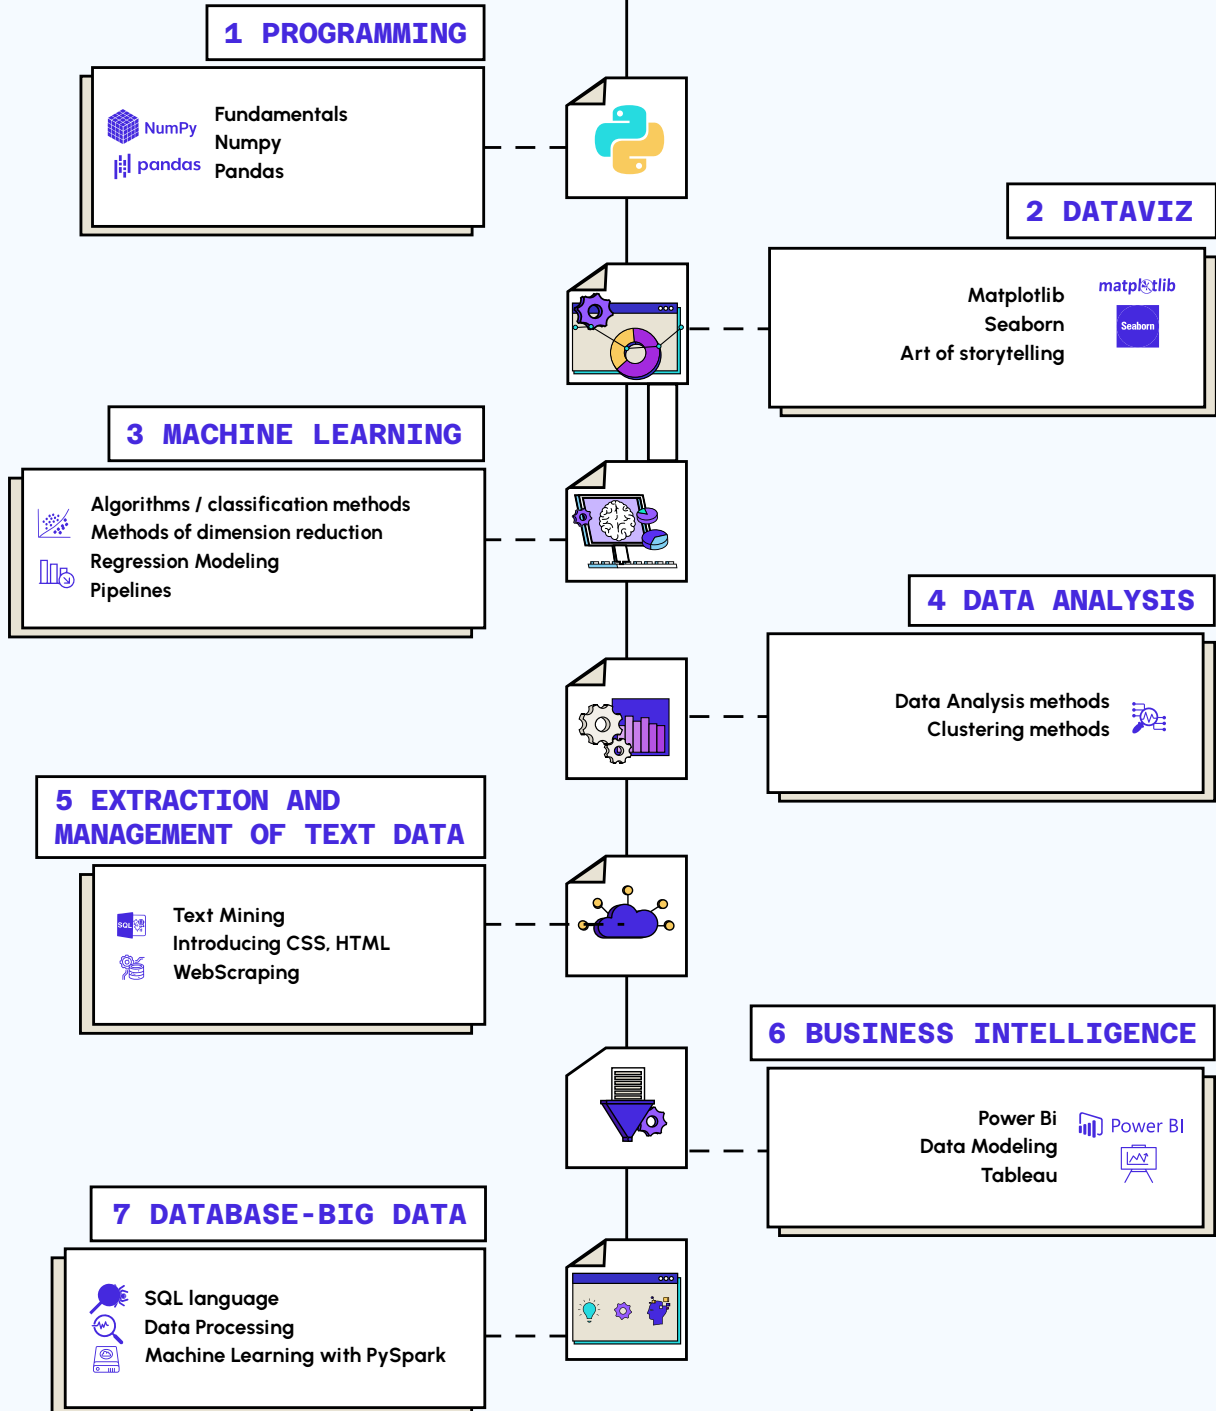 1 PROGRAMMING
NumPy
pandas
Fundamentals
Numpy
Pandas
2 DATAVIZ
Matplotlib
Seaborn
Art of storytelling
matplotlib
Seaborn
3 MACHINE LEARNING
Algorithms / classification methods
Methods of dimension reduction
Regression Modeling
Pipelines
4 DATA ANALYSIS
Data Analysis methods
Clustering methods
5 EXTRACTION AND
MANAGEMENT OF TEXT DATA
SQL
Text Mining
Introducing CSS, HTML
WebScraping
6 BUSINESS INTELLIGENCE
Power Bi
Data Modeling
Tableau
Power BI
7 DATABASE-BIG DATA
SQL language
Data Processing
Machine Learning with PySpark